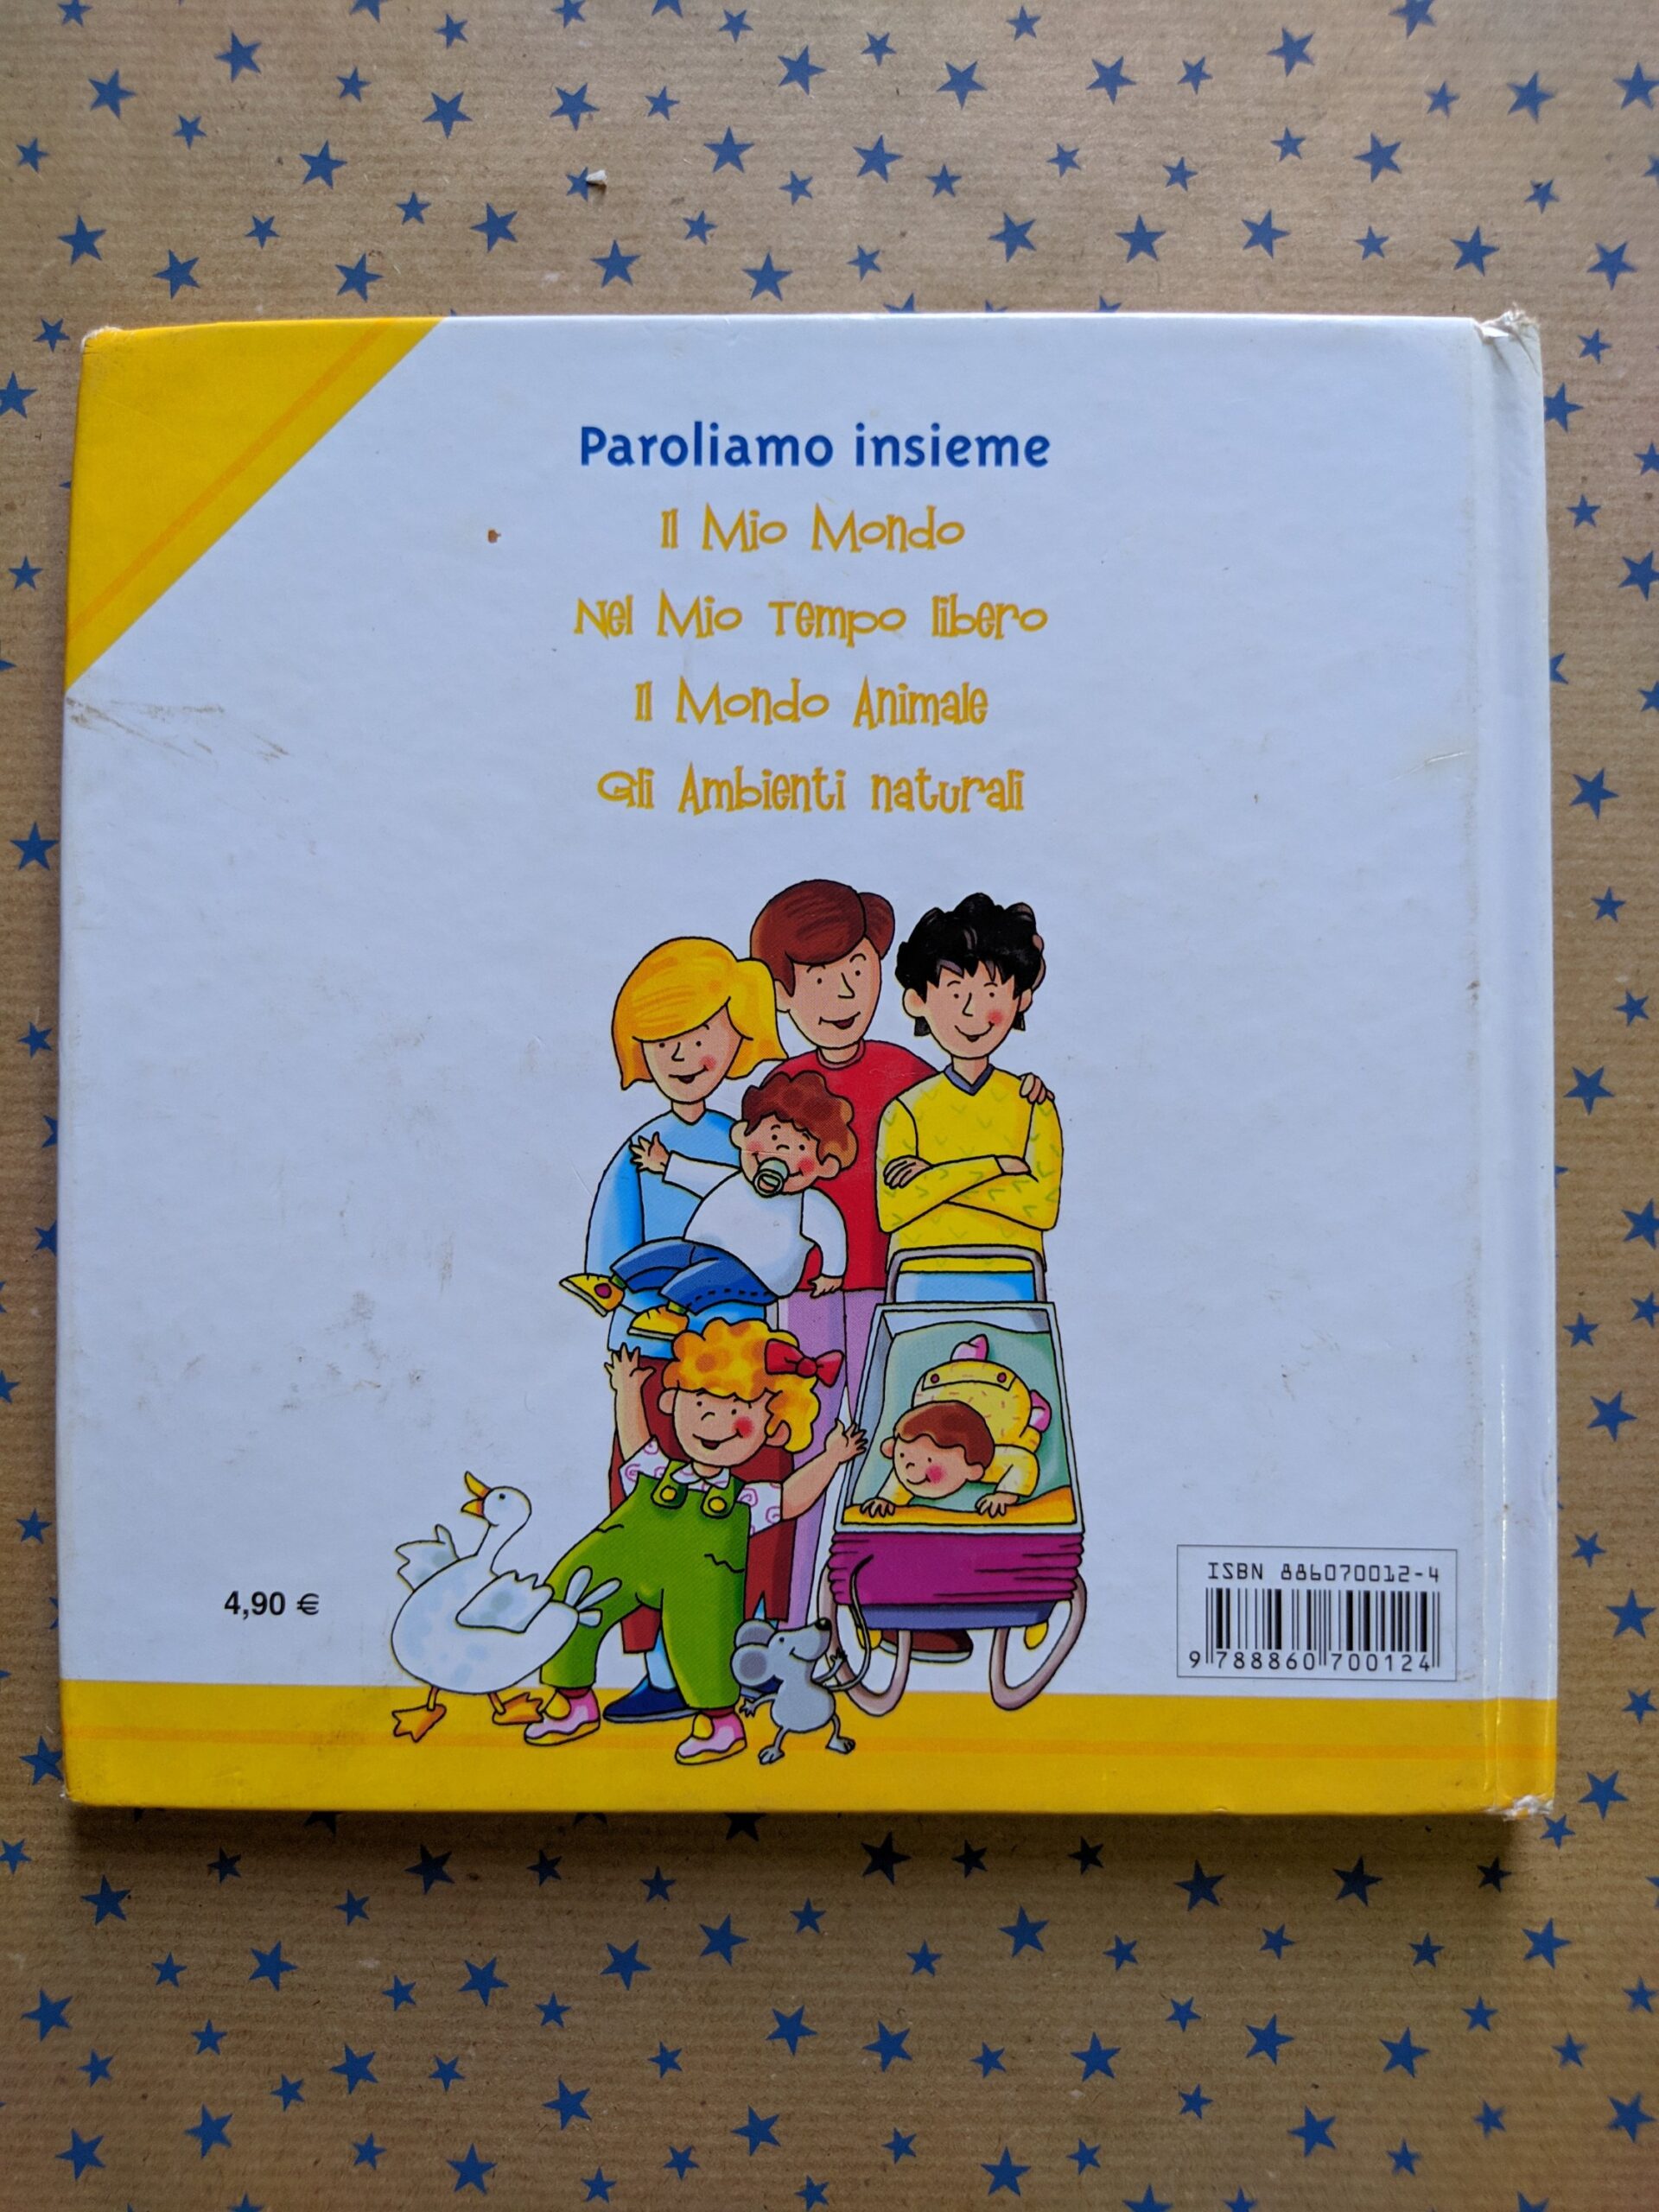 Paroliamo insieme
Il Mio Mondo
Nel Mio Tempo libero
Il Mondo Animale
Gli Ambienti naturali
4,90 €
ISBN 886070012-4
9 788860 700124